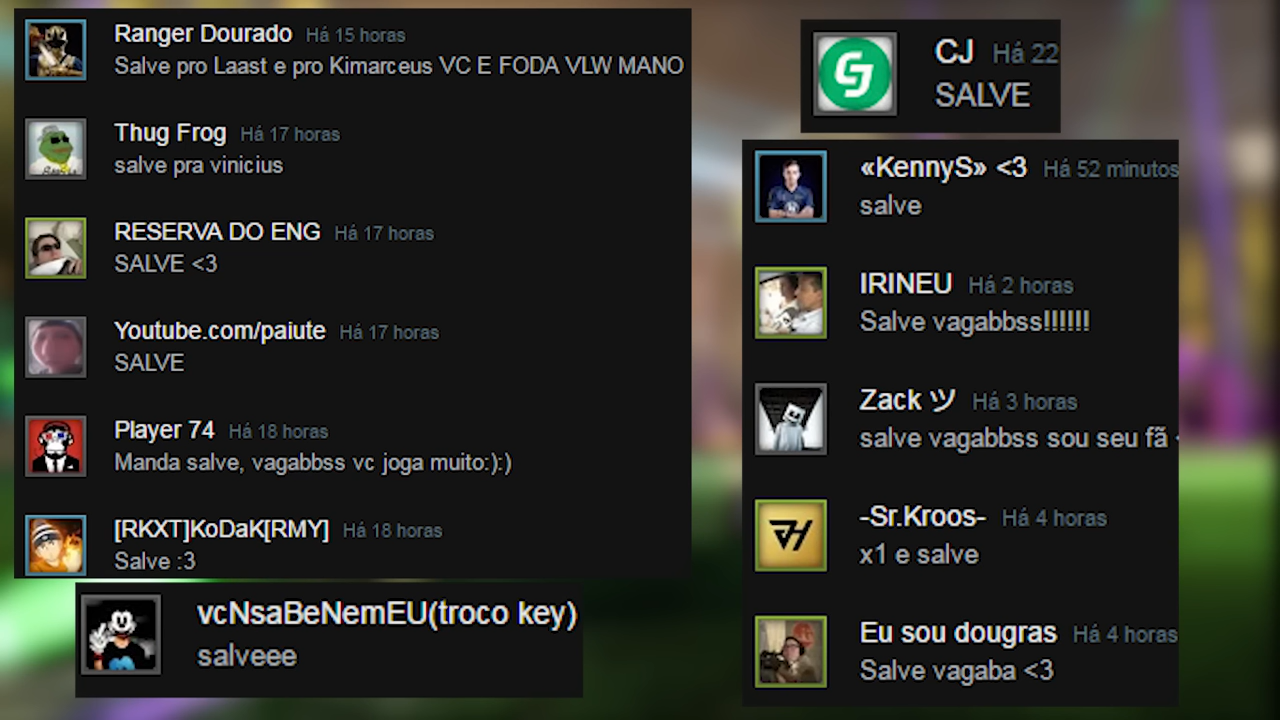 Ranger Dourado Há 15 horas
Salve pro Laast e pro Kimarceus VC E FODA VLW MANO
Thug Frog Há 17 horas
salve pra vinicius
RESERVA DO ENG Há 17 horas
SALVE <3
Youtube.com/paiute Há 17 horas
SALVE
Player 74 Há 18 horas
Manda salve, vagabbss vc joga muito:):)
[RKXT]KoDaK[RMY] Há 18 horas
Salve :3
vcNsaBeNemEU(troco key)
salveee
CJ Há 22
SALVE
«KennyS» <3 Há 52 minutos
salve
IRINEU Há 2 horas
Salve vagabbss!!!!!!
Zack ツ Há 3 horas
salve vagabbss sou seu fã
-Sr.Kroos- Há 4 horas
x1 e salve
Eu sou dougras Há 4 horas
Salve vagaba <3